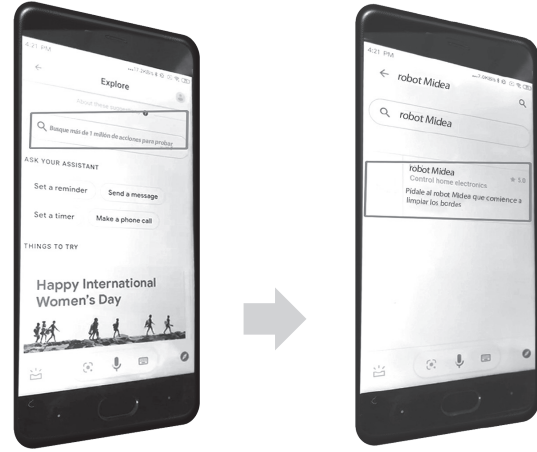 4:21 PM
Explore
Busque más de 1 millón de acciones para probar
ASK YOUR ASSISTANT
Set a reminder
Send a message
Set a timer
Make a phone call
THINGS TO TRY
Happy International
Women's Day
4:21 PM
robot Midea
robot Midea
robot Midea
Control home electronics
5.0
Pídale al robot Midea que comience a
limpiar los bordes